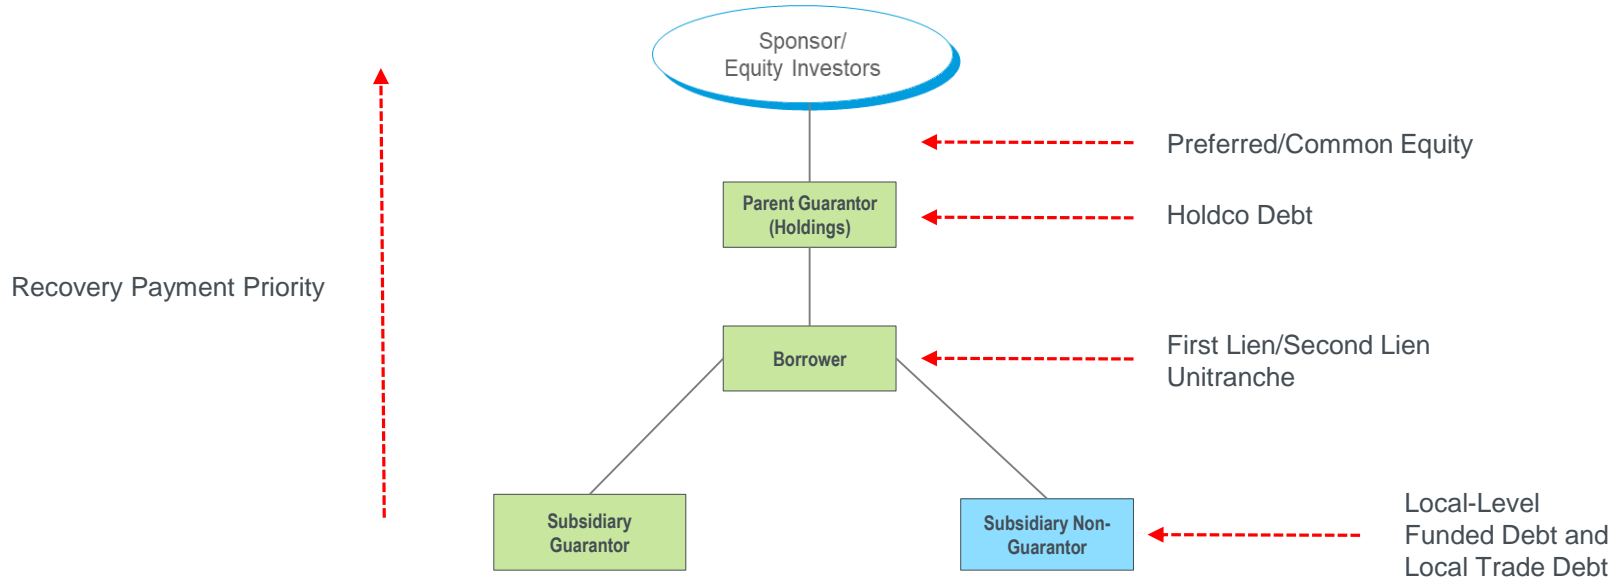 Sponsor/
Equity Investors
Preferred/Common Equity
Parent Guarantor
(Holdings)
Holdco Debt
Recovery Payment Priority
Borrower
First Lien/Second Lien
Unitranche
Subsidiary
Guarantor
Subsidiary Non-
Guarantor
Local-Level
Funded Debt and
Local Trade Debt